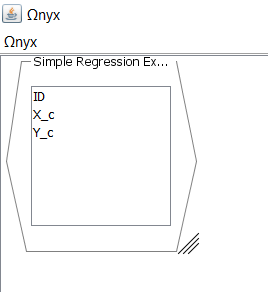 Ωnyx
Ωnyx
Simple Regression Ex...
ID
X_c
Y_c